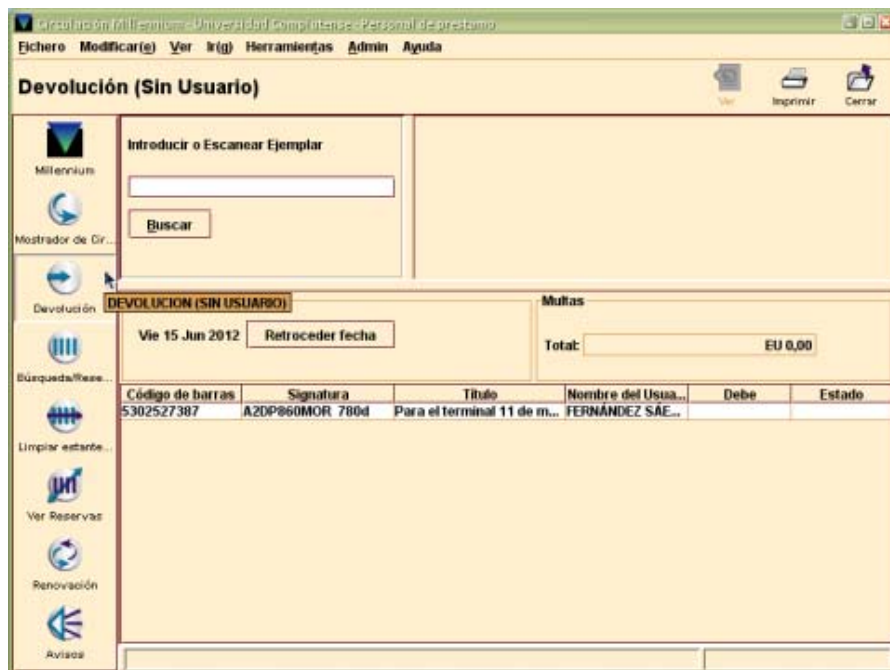 Circulación Millennium - Universidad Complutense - Personal de prestamo
Fichero Modificar(e) Ver Ir(g) Herramientas Admin Ayuda
Devolución (Sin Usuario)
Ver Imprimir Cerrar
Millennium
Introducir o Escanear Ejemplar
Buscar
Mostrador de Cir...
Devolución
DEVOLUCION (SIN USUARIO)
Multas
Vie 15 Jun 2012 Retroceder fecha
Total: EU 0,00
Búsqueda/Rese...
Código de barras Signatura Título Nombre del Usua... Debe Estado
5302527387 A2DP860MOR 780d Para el terminal 11 de m... FERNÁNDEZ SÁE...
Limpiar estante...
Ver Reservas
Renovación
Avisos